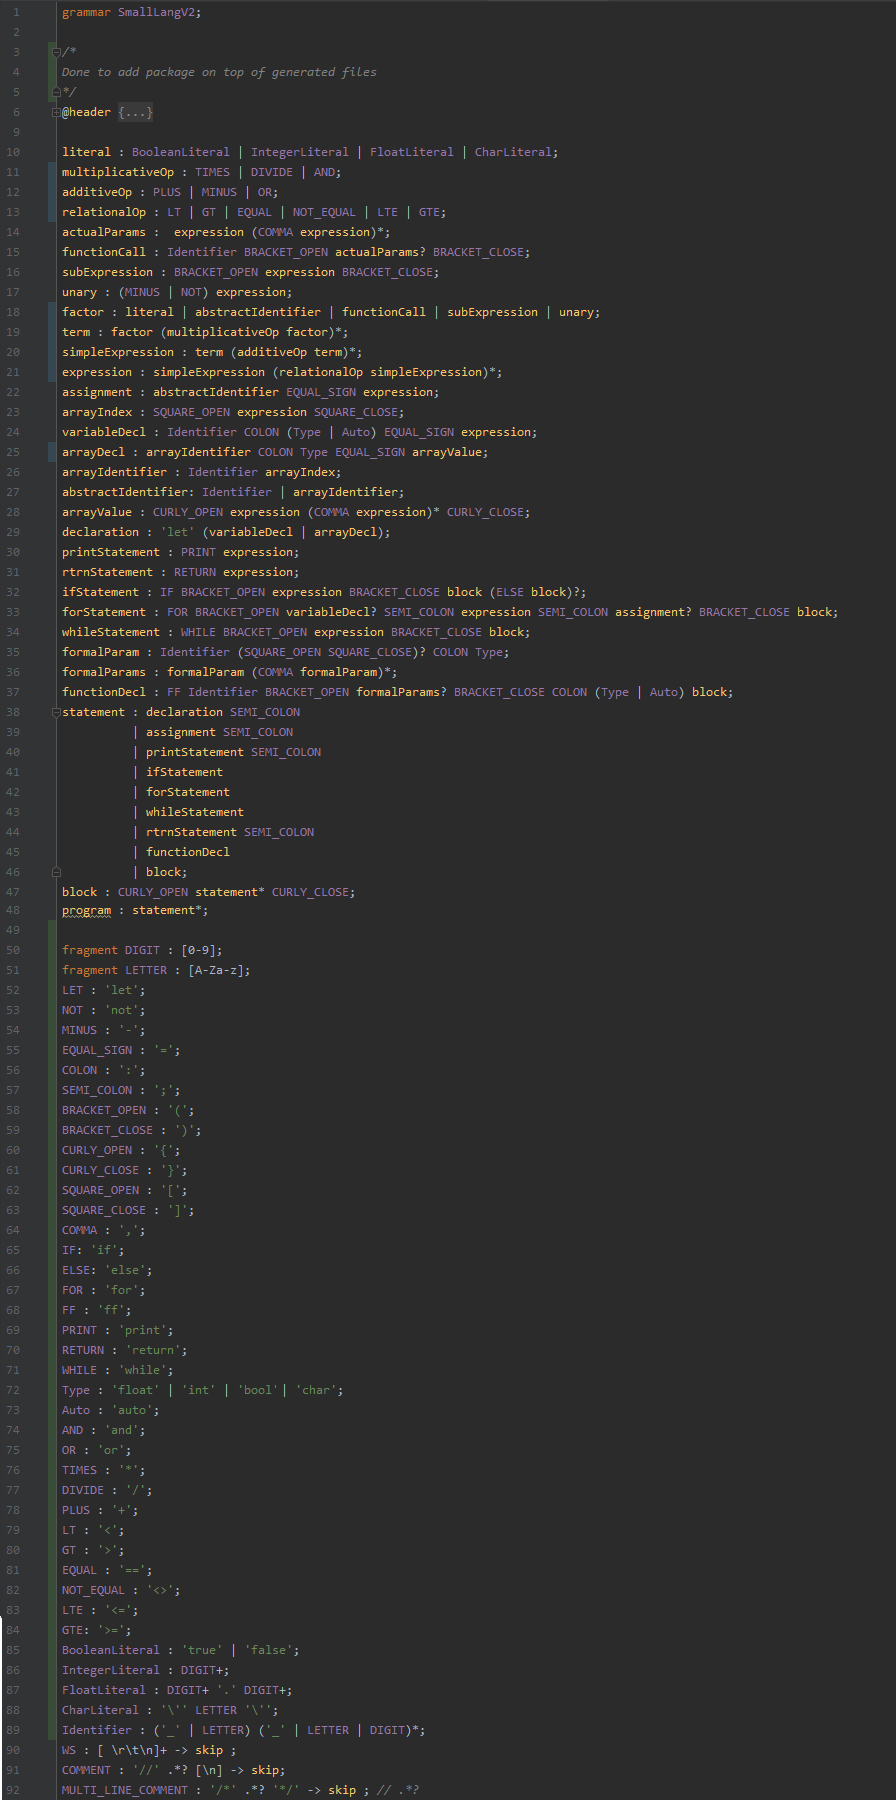 1 grammar SmallLangV2;
2
3 /*
4 Done to add package on top of generated files
5 */
6 @header {...}
9
10 literal : BooleanLiteral | IntegerLiteral | FloatLiteral | CharLiteral;
11 multiplicativeOp : TIMES | DIVIDE | AND;
12 additiveOp : PLUS | MINUS | OR;
13 relationalOp : LT | GT | EQUAL | NOT_EQUAL | LTE | GTE;
14 actualParams :  expression (COMMA expression)*;
15 functionCall : Identifier BRACKET_OPEN actualParams? BRACKET_CLOSE;
16 subExpression : BRACKET_OPEN expression BRACKET_CLOSE;
17 unary : (MINUS | NOT) expression;
18 factor : literal | abstractIdentifier | functionCall | subExpression | unary;
19 term : factor (multiplicativeOp factor)*;
20 simpleExpression : term (additiveOp term)*;
21 expression : simpleExpression (relationalOp simpleExpression)*;
22 assignment : abstractIdentifier EQUAL_SIGN expression;
23 arrayIndex : SQUARE_OPEN expression SQUARE_CLOSE;
24 variableDecl : Identifier COLON (Type | Auto) EQUAL_SIGN expression;
25 arrayDecl : arrayIdentifier COLON Type EQUAL_SIGN arrayValue;
26 arrayIdentifier : Identifier arrayIndex;
27 abstractIdentifier: Identifier | arrayIdentifier;
28 arrayValue : CURLY_OPEN expression (COMMA expression)* CURLY_CLOSE;
29 declaration : 'let' (variableDecl | arrayDecl);
30 printStatement : PRINT expression;
31 rtrnStatement : RETURN expression;
32 ifStatement : IF BRACKET_OPEN expression BRACKET_CLOSE block (ELSE block)?;
33 forStatement : FOR BRACKET_OPEN variableDecl? SEMI_COLON expression SEMI_COLON assignment? BRACKET_CLOSE block;
34 whileStatement : WHILE BRACKET_OPEN expression BRACKET_CLOSE block;
35 formalParam : Identifier (SQUARE_OPEN SQUARE_CLOSE)? COLON Type;
36 formalParams : formalParam (COMMA formalParam)*;
37 functionDecl : FF Identifier BRACKET_OPEN formalParams? BRACKET_CLOSE COLON (Type | Auto) block;
38 statement : declaration SEMI_COLON
39 | assignment SEMI_COLON
40 | printStatement SEMI_COLON
41 | ifStatement
42 | forStatement
43 | whileStatement
44 | rtrnStatement SEMI_COLON
45 | functionDecl
46 | block;
47 block : CURLY_OPEN statement* CURLY_CLOSE;
48 program : statement*;
49
50 fragment DIGIT : [0-9];
51 fragment LETTER : [A-Za-z];
52 LET : 'let';
53 NOT : 'not';
54 MINUS : '-';
55 EQUAL_SIGN : '=';
56 COLON : ':';
57 SEMI_COLON : ';';
58 BRACKET_OPEN : '(';
59 BRACKET_CLOSE : ')';
60 CURLY_OPEN : '{';
61 CURLY_CLOSE : '}';
62 SQUARE_OPEN : '[';
63 SQUARE_CLOSE : ']';
64 COMMA : ',';
65 IF: 'if';
66 ELSE: 'else';
67 FOR : 'for';
68 FF : 'ff';
69 PRINT : 'print';
70 RETURN : 'return';
71 WHILE : 'while';
72 Type : 'float' | 'int' | 'bool'| 'char';
73 Auto : 'auto';
74 AND : 'and';
75 OR : 'or';
76 TIMES : '*';
77 DIVIDE : '/';
78 PLUS : '+';
79 LT : '<';
80 GT : '>';
81 EQUAL : '==';
82 NOT_EQUAL : '<>';
83 LTE : '<=';
84 GTE: '>=';
85 BooleanLiteral : 'true' | 'false';
86 IntegerLiteral : DIGIT+;
87 FloatLiteral : DIGIT+ '.' DIGIT+;
88 CharLiteral : '\'' LETTER '\'';
89 Identifier : ('_' | LETTER) ('_' | LETTER | DIGIT)*;
90 WS : [ \r\t\n]+ -> skip ;
91 COMMENT : '//' .*? [\n] -> skip;
92 MULTI_LINE_COMMENT : '/*' .*? '*/' -> skip ; // .*?